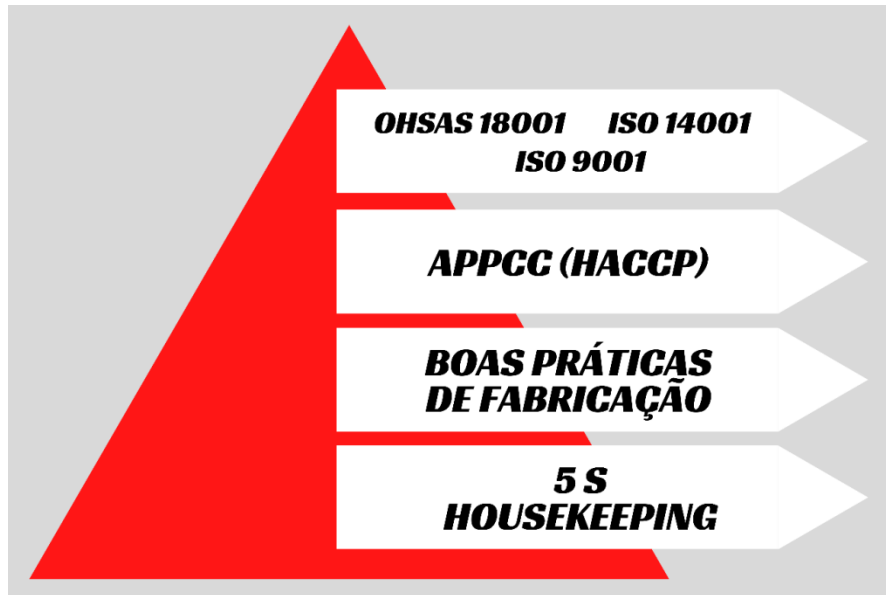 OHSAS 18001 ISO 14001
ISO 9001
APPCC (HACCP)
BOAS PRÁTICAS
DE FABRICAÇÃO
5 S
HOUSEKEEPING